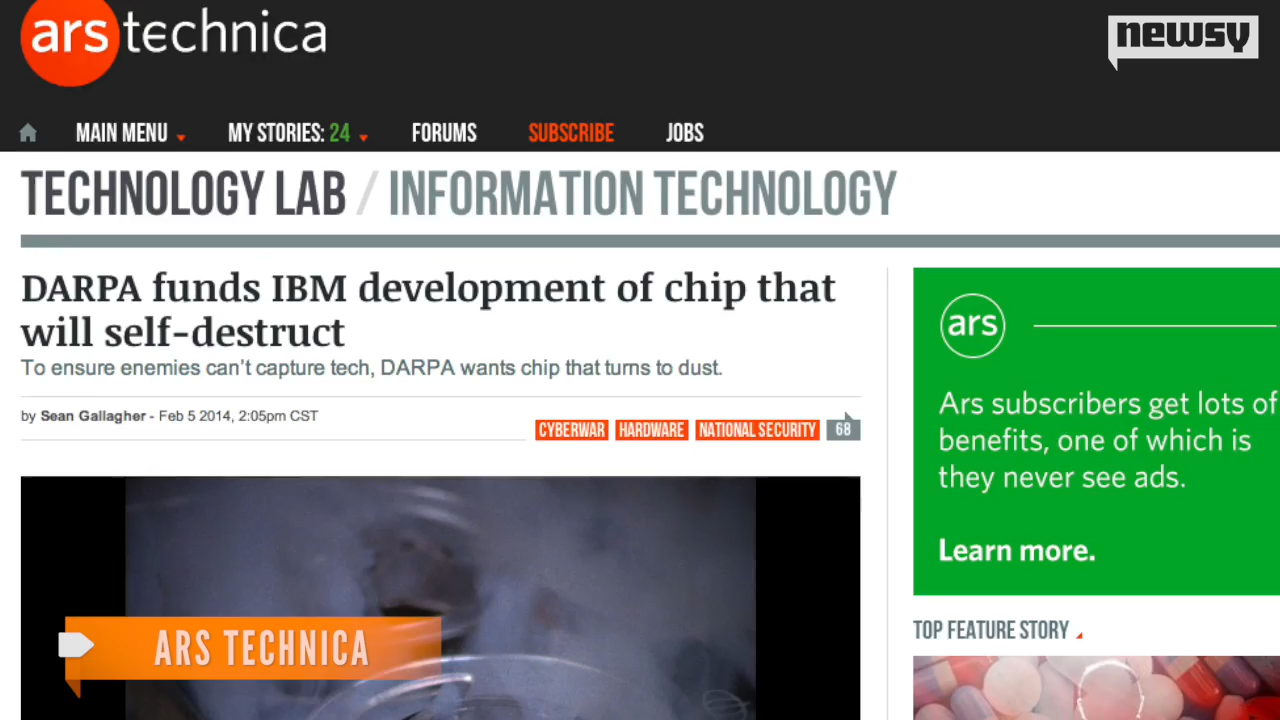 ars technica
newsy
MAIN MENU
MY STORIES: 24
FORUMS
SUBSCRIBE
JOBS
TECHNOLOGY LAB / INFORMATION TECHNOLOGY
DARPA funds IBM development of chip that
will self-destruct
To ensure enemies can't capture tech, DARPA wants chip that turns to dust.
by Sean Gallagher - Feb 5 2014, 2:05pm CST
CYBERWAR HARDWARE NATIONAL SECURITY 68
ars
Ars subscribers get lots of
benefits, one of which is
they never see ads.
Learn more.
TOP FEATURE STORY
ARS TECHNICA